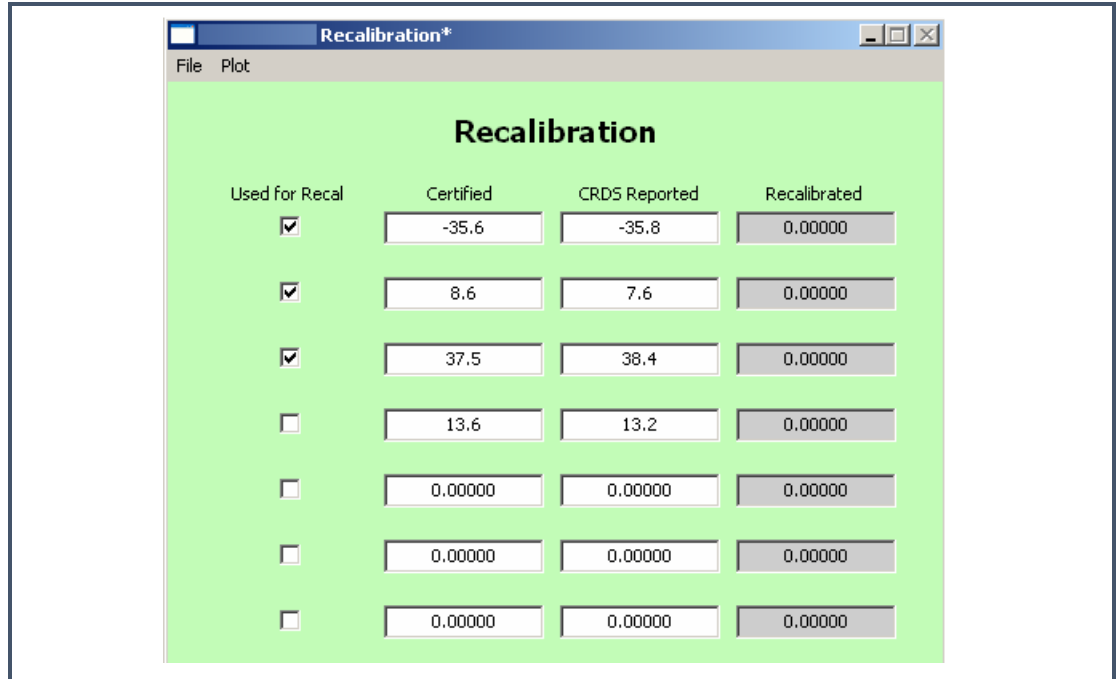 Recalibration*
File Plot
Recalibration
Used for Recal Certified CRDS Reported Recalibrated
-35.6 -35.8 0.00000
8.6 7.6 0.00000
37.5 38.4 0.00000
13.6 13.2 0.00000
0.00000 0.00000 0.00000
0.00000 0.00000 0.00000
0.00000 0.00000 0.00000